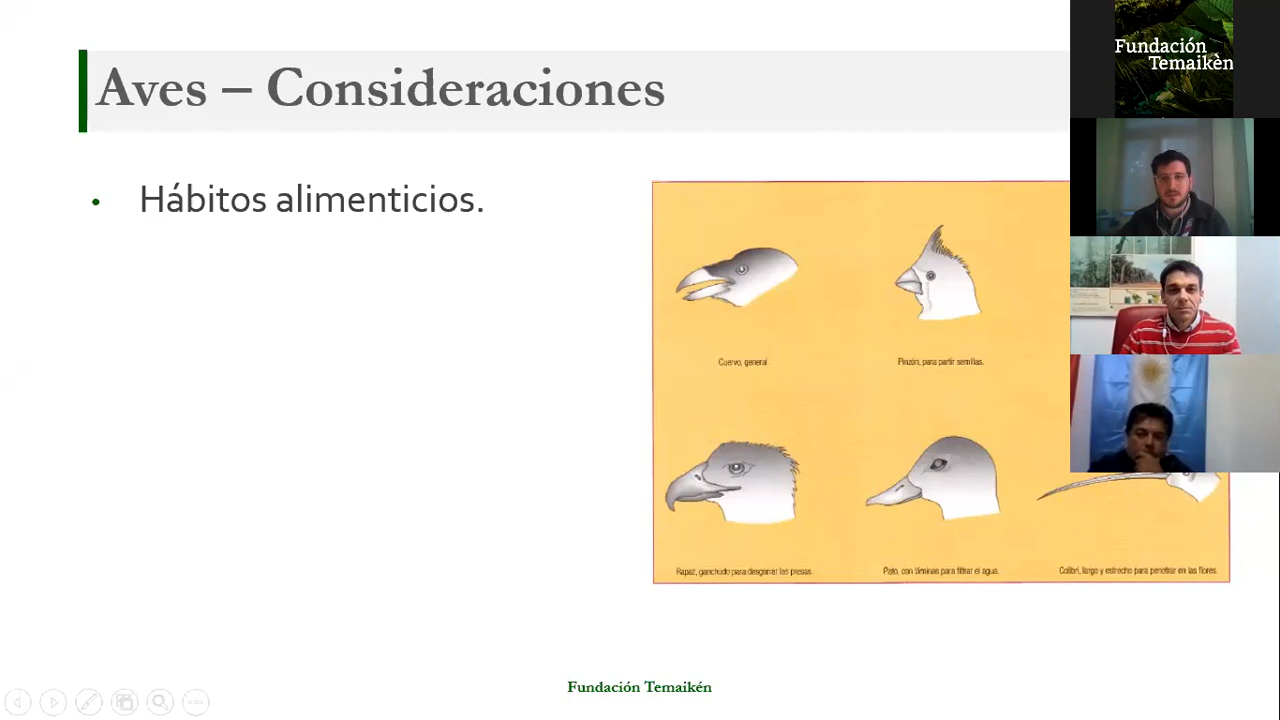 Aves – Consideraciones
Fundación
Temaikèn
• Hábitos alimenticios.
Cuervo, general.
Pinzón, para partir semillas.
Rapaz, ganchudo para desgarrar las presas.
Pato, con láminas para filtrar el agua.
Colibrí, largo y estrecho para penetrar en las flores.
Fundación Temaikén